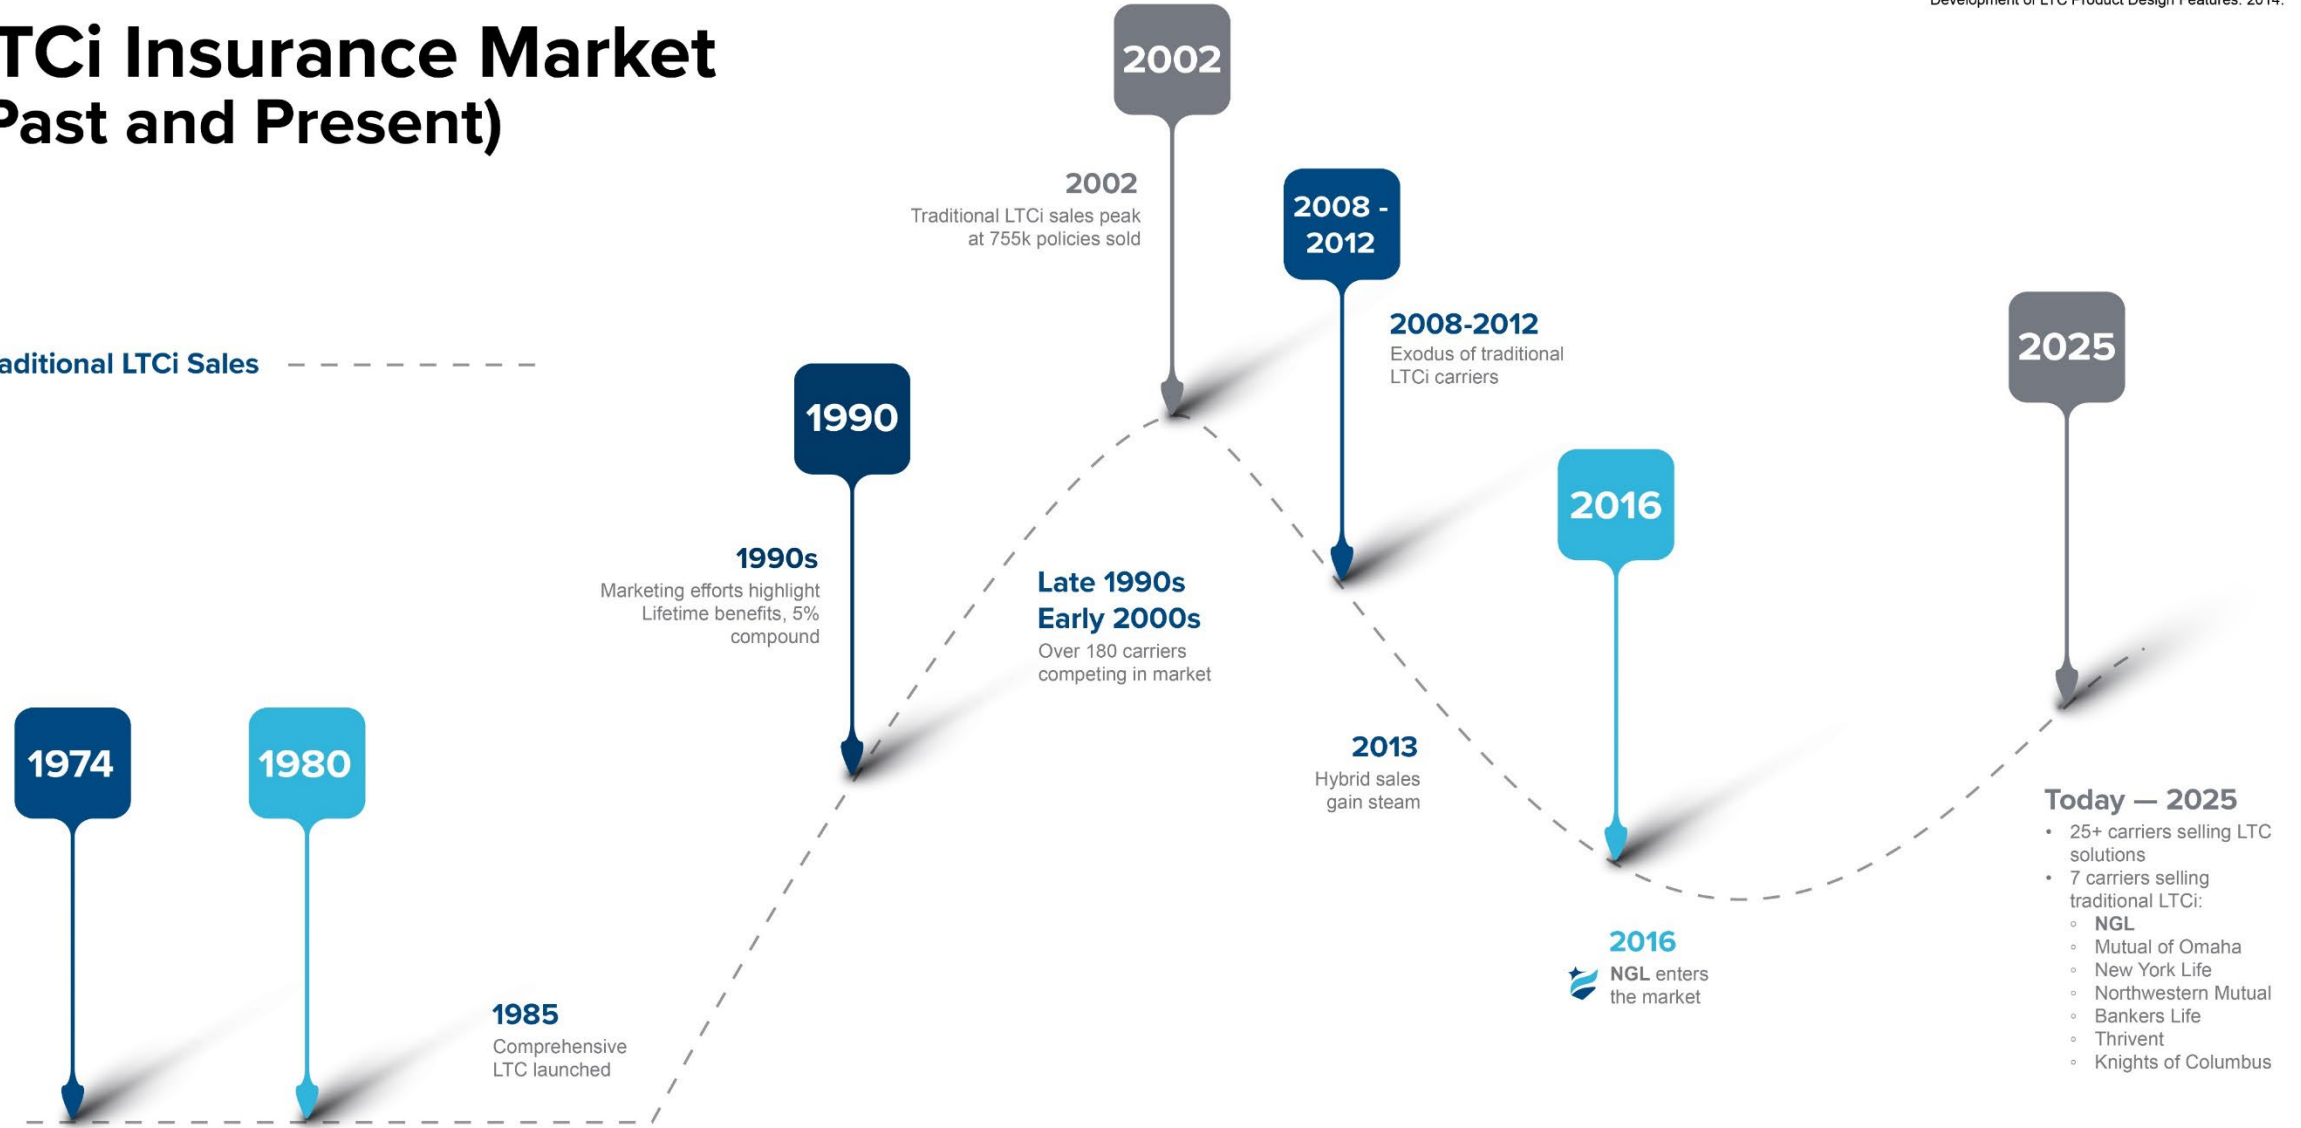 Development of LTC Product Design Features. 2014.
TCi Insurance Market
Past and Present)
aditional LTCi Sales
1974
1980
1985
Comprehensive
LTC launched
1990
1990s
Marketing efforts highlight
Lifetime benefits, 5%
compound
Late 1990s
Early 2000s
Over 180 carriers
competing in market
2002
2002
Traditional LTCi sales peak
at 755k policies sold
2008 -
2012
2008-2012
Exodus of traditional
LTCi carriers
2013
Hybrid sales
gain steam
2016
2016
NGL enters
the market
2025
Today — 2025
• 25+ carriers selling LTC
solutions
• 7 carriers selling
traditional LTCi:
◦ NGL
◦ Mutual of Omaha
◦ New York Life
◦ Northwestern Mutual
◦ Bankers Life
◦ Thrivent
◦ Knights of Columbus